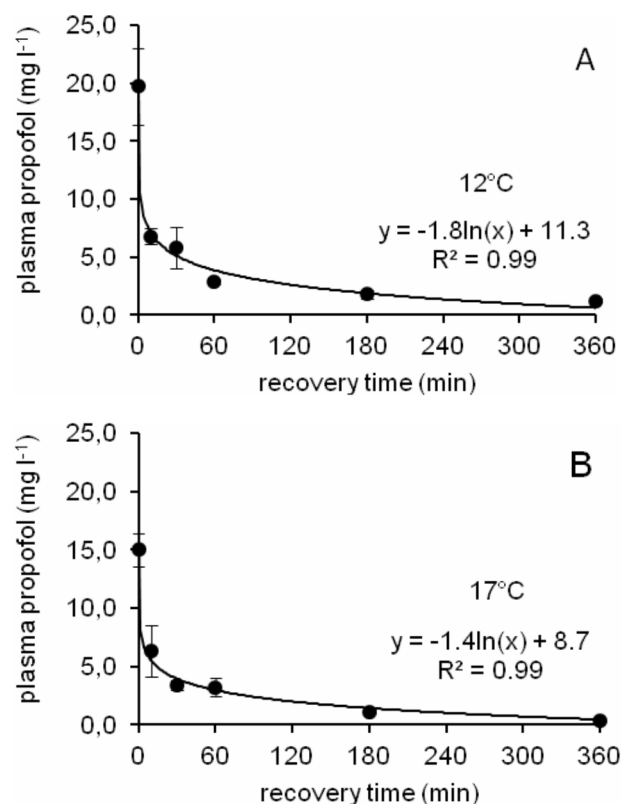 25,0
20,0
15,0
10,0
5,0
0,0
plasma propofol (mg l⁻¹)
A
12°C
y = -1.8ln(x) + 11.3
R² = 0.99
0 60 120 180 240 300 360
recovery time (min)
25,0
20,0
15,0
10,0
5,0
0,0
plasma propofol (mg l⁻¹)
B
17°C
y = -1.4ln(x) + 8.7
R² = 0.99
0 60 120 180 240 300 360
recovery time (min)